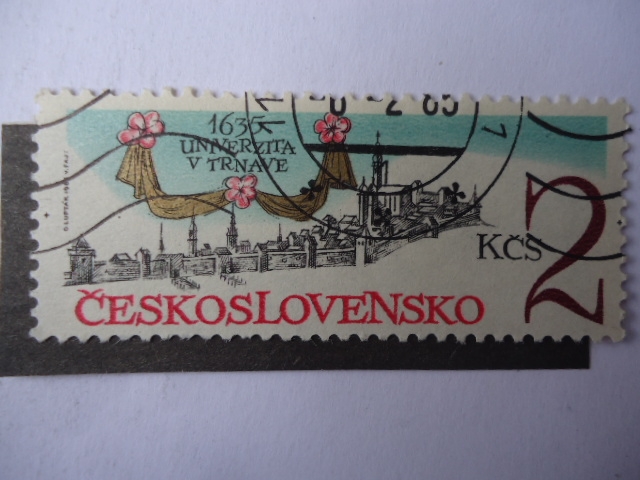 1635
UNIVERZITA
V TRNAVE
KČS 2
ČESKOSLOVENSKO